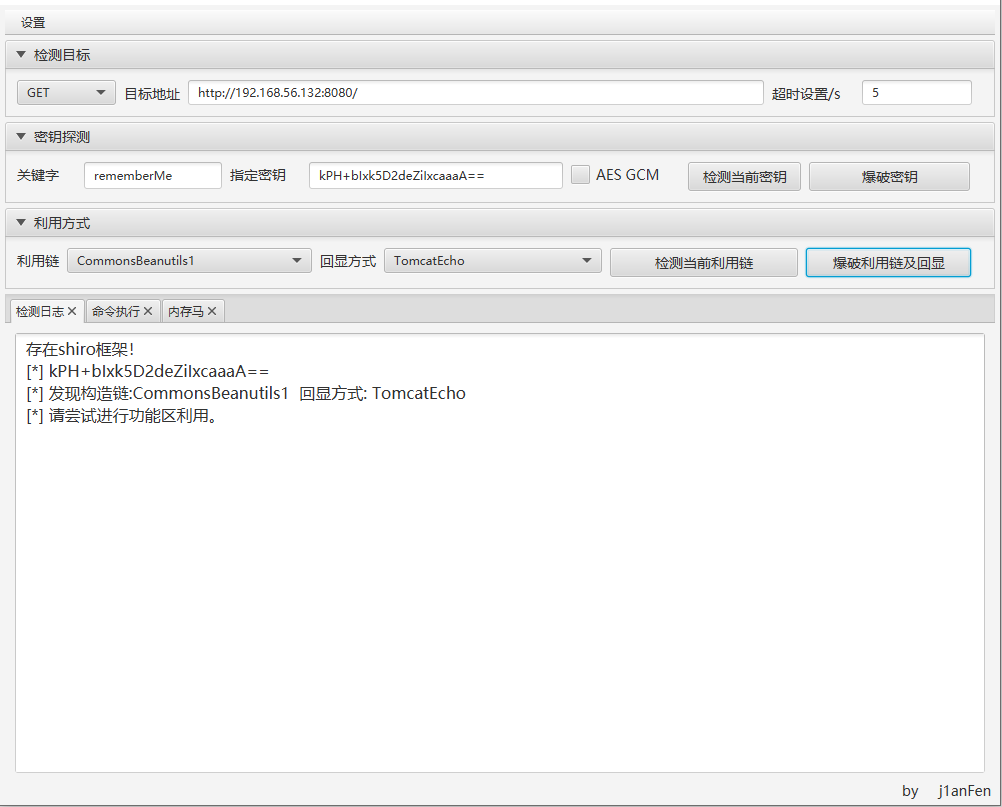 设置
检测目标
GET 目标地址 http://192.168.56.132:8080/ 超时设置/s 5
密钥探测
关键字 rememberMe 指定密钥 kPH+bIxk5D2deZiIxcaaaA== AES GCM 检测当前密钥 爆破密钥
利用方式
利用链 CommonsBeanutils1 回显方式 TomcatEcho 检测当前利用链 爆破利用链及回显
检测日志 命令执行 内存马
存在shiro框架!
[*] kPH+bIxk5D2deZiIxcaaaA==
[*] 发现构造链:CommonsBeanutils1 回显方式: TomcatEcho
[*] 请尝试进行功能区利用。
by j1anFen